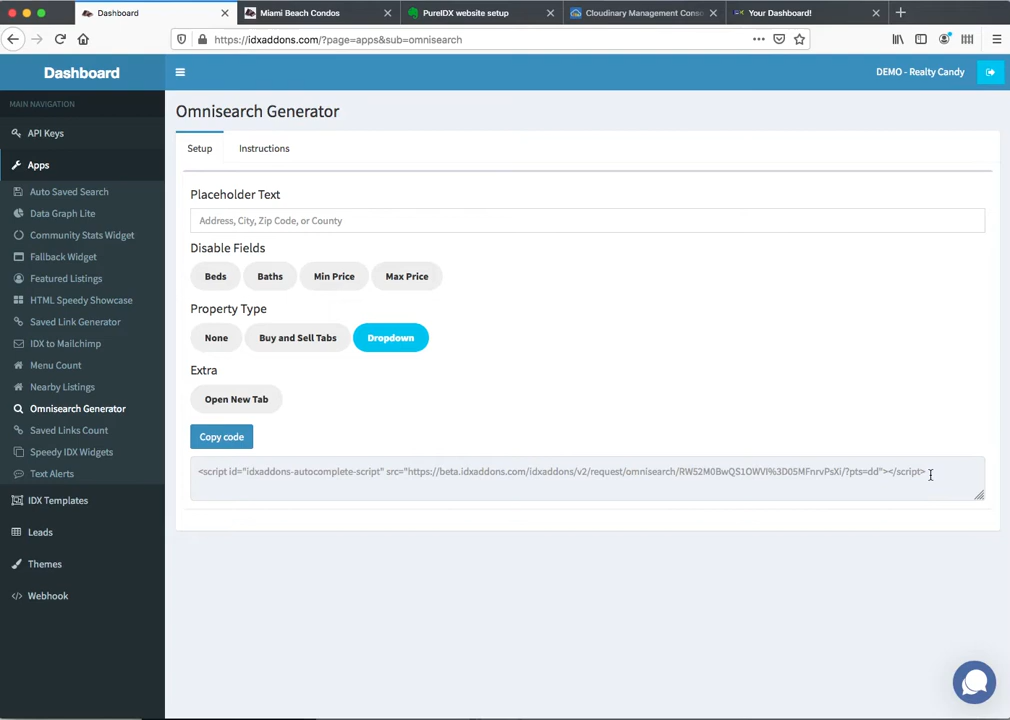 Dashboard
Miami Beach Condos
PureIDX website setup
Cloudinary Management Conso
Your Dashboard!
https://idxaddons.com/?page=apps&sub=omnisearch
Dashboard
DEMO - Realty Candy
MAIN NAVIGATION
API Keys
Apps
Auto Saved Search
Data Graph Lite
Community Stats Widget
Fallback Widget
Featured Listings
HTML Speedy Showcase
Saved Link Generator
IDX to Mailchimp
Menu Count
Nearby Listings
Omnisearch Generator
Saved Links Count
Speedy IDX Widgets
Text Alerts
IDX Templates
Leads
Themes
Webhook
Omnisearch Generator
Setup
Instructions
Placeholder Text
Address, City, Zip Code, or County
Disable Fields
Beds
Baths
Min Price
Max Price
Property Type
None
Buy and Sell Tabs
Dropdown
Extra
Open New Tab
Copy code
<script id="idxaddons-autocomplete-script" src="https://beta.idxaddons.com/idxaddons/v2/request/omnisearch/RW52M0BwQS1OWVI%3D05MFnrvPsXi/?pts=dd"></script>